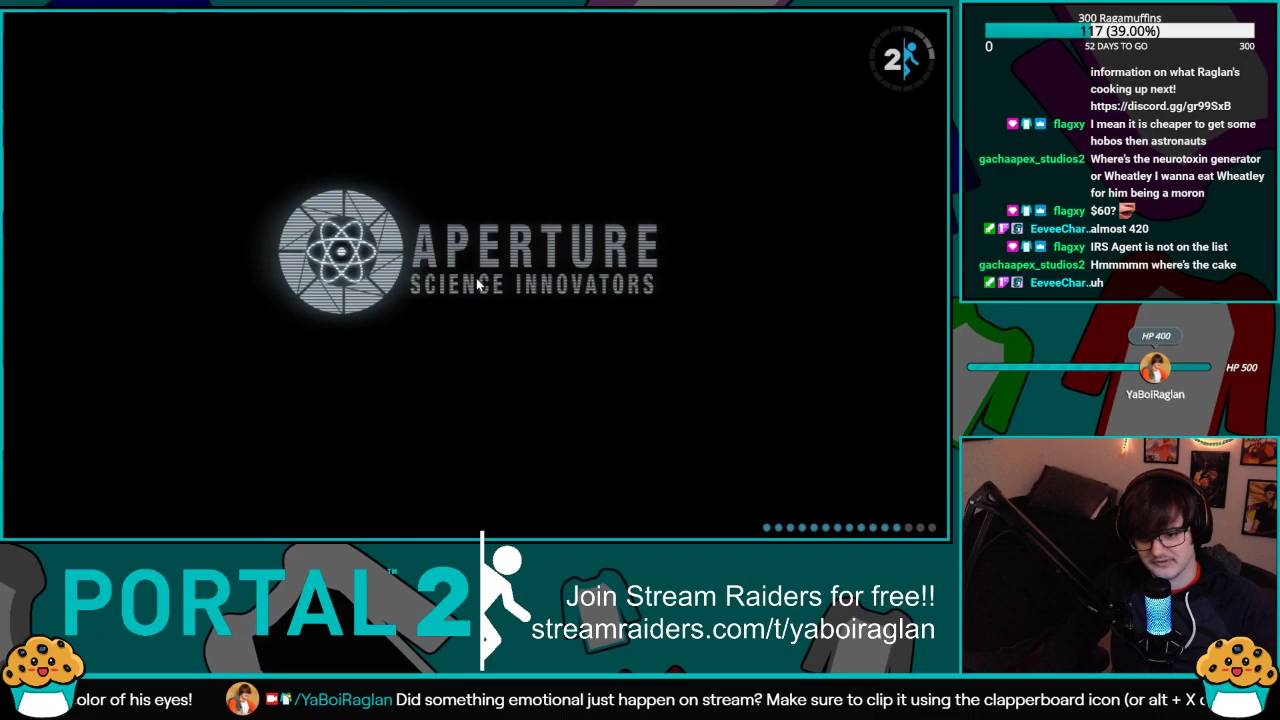 2
APERTURE
SCIENCE INNOVATORS
300 Ragamuffins
117 (39.00%)
0
52 DAYS TO GO
300
information on what Raglan's
cooking up next!
https://discord.gg/gr99SxB
flagxy I mean it is cheaper to get some
hobos then astronauts
gachaapex_studios2 Where's the neurotoxin generator
or Wheatley I wanna eat Wheatley
for him being a moron
flagxy $60?
EeveeChar.. almost 420
flagxy IRS Agent is not on the list
gachaapex_studios2 Hmmmmm where's the cake
EeveeChar.. uh
HP 400
HP 500
YaBoiRaglan
PORTAL 2
™
Join Stream Raiders for free!!
streamraiders.com/t/yaboiraglan
olor of his eyes! /YaBoiRaglan Did something emotional just happen on stream? Make sure to clip it using the clapperboard icon (or alt + X